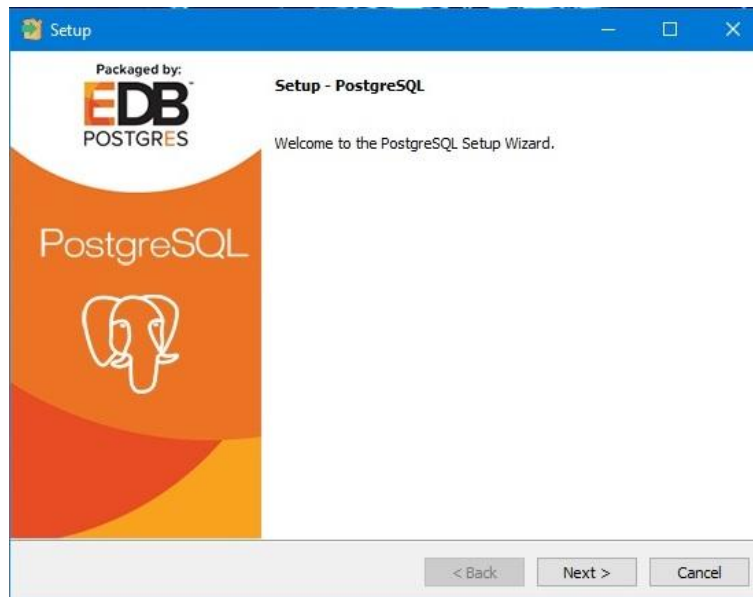 Setup
Packaged by:
EDB
POSTGRES
Setup - PostgreSQL
Welcome to the PostgreSQL Setup Wizard.
PostgreSQL
< Back
Next >
Cancel